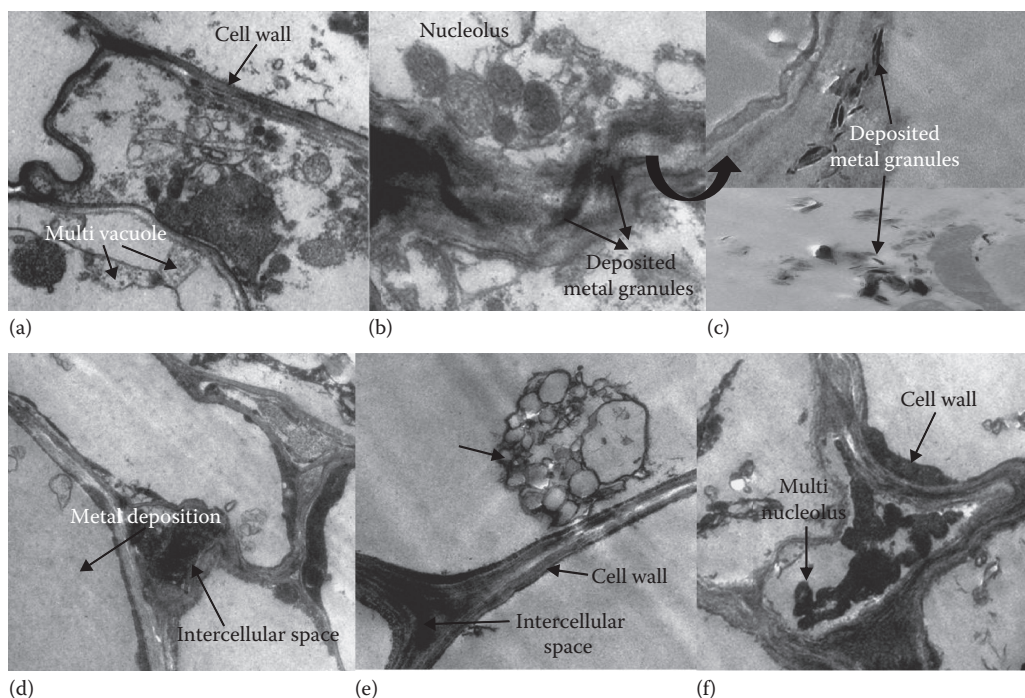 Cell wall
Multi vacuole
(a)
Nucleolus
Deposited
metal granules
(b)
Deposited
metal granules
(c)
Metal deposition
Intercellular space
(d)
Cell wall
Intercellular
space
(e)
Cell wall
Multi
nucleolus
(f)